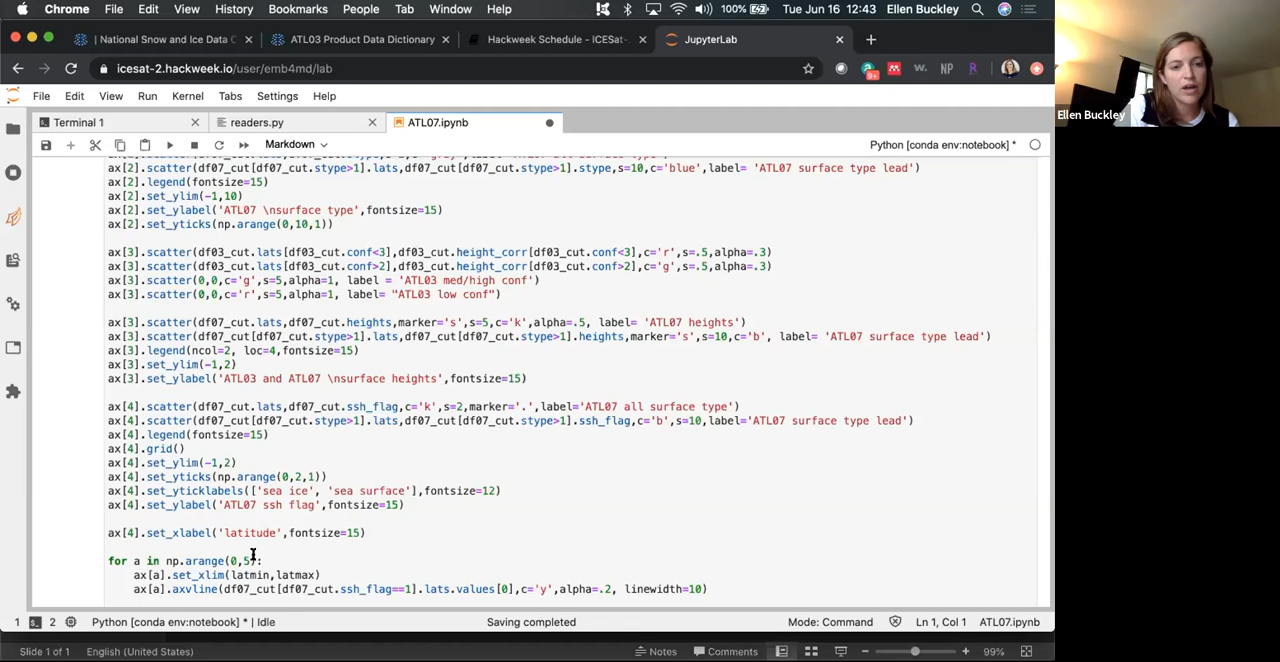 Chrome File Edit View History Bookmarks People Tab Window Help 100% Tue Jun 16 12:43 Ellen Buckley
| National Snow and Ice Data C ATL03 Product Data Dictionary Hackweek Schedule - ICESat- JupyterLab
icesat-2.hackweek.io/user/emb4md/lab 9+ w. NP R
Ellen Buckley
File Edit View Run Kernel Tabs Settings Help
Terminal 1 readers.py ATL07.ipynb
Markdown Python [conda env:notebook] *
ax[2].scatter(df07_cut[df07_cut.stype>1].lats,df07_cut[df07_cut.stype>1].stype,s=10,c='blue',label= 'ATL07 surface type lead')
ax[2].legend(fontsize=15)
ax[2].set_ylim(-1,10)
ax[2].set_ylabel('ATL07 \nsurface type',fontsize=15)
ax[2].set_yticks(np.arange(0,10,1))
ax[3].scatter(df03_cut.lats[df03_cut.conf<3],df03_cut.height_corr[df03_cut.conf<3],c='r',s=.5,alpha=.3)
ax[3].scatter(df03_cut.lats[df03_cut.conf>2],df03_cut.height_corr[df03_cut.conf>2],c='g',s=.5,alpha=.3)
ax[3].scatter(0,0,c='g',s=5,alpha=1, label = 'ATL03 med/high conf')
ax[3].scatter(0,0,c='r',s=5,alpha=1, label= "ATL03 low conf")
ax[3].scatter(df07_cut.lats,df07_cut.heights,marker='s',s=5,c='k',alpha=.5, label= 'ATL07 heights')
ax[3].scatter(df07_cut[df07_cut.stype>1].lats,df07_cut[df07_cut.stype>1].heights,marker='s',s=10,c='b', label= 'ATL07 surface type lead')
ax[3].legend(ncol=2, loc=4,fontsize=15)
ax[3].set_ylim(-1,2)
ax[3].set_ylabel('ATL03 and ATL07 \nsurface heights',fontsize=15)
ax[4].scatter(df07_cut.lats,df07_cut.ssh_flag,c='k',s=2,marker='.',label='ATL07 all surface type')
ax[4].scatter(df07_cut[df07_cut.stype>1].lats,df07_cut[df07_cut.stype>1].ssh_flag,c='b',s=10,label='ATL07 surface type lead')
ax[4].legend(fontsize=15)
ax[4].grid()
ax[4].set_ylim(-1,2)
ax[4].set_yticks(np.arange(0,2,1))
ax[4].set_yticklabels(['sea ice', 'sea surface'],fontsize=12)
ax[4].set_ylabel('ATL07 ssh flag',fontsize=15)
ax[4].set_xlabel('latitude',fontsize=15)
for a in np.arange(0,5):
ax[a].set_xlim(latmin,latmax)
ax[a].axvline(df07_cut[df07_cut.ssh_flag==1].lats.values[0],c='y',alpha=.2, linewidth=10)
1 2 Python [conda env:notebook] * | Idle Saving completed Mode: Command Ln 1, Col 1 ATL07.ipynb
Slide 1 of 1 English (United States) Notes Comments 99%